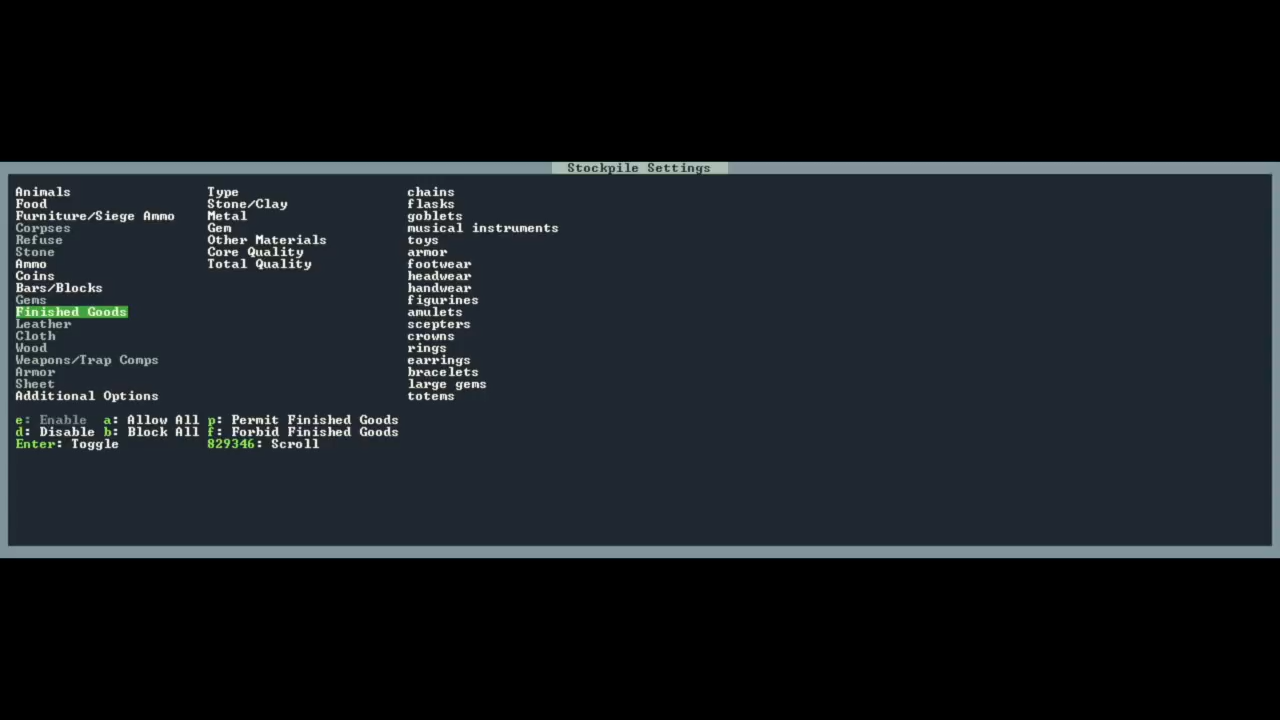 Stockpile Settings
Animals Type chains
Food Stone/Clay flasks
Furniture/Siege Ammo Metal goblets
Corpses Gem musical instruments
Refuse Other Materials toys
Stone Core Quality armor
Ammo Total Quality footwear
Coins headwear
Bars/Blocks handwear
Gems figurines
Finished Goods amulets
Leather scepters
Cloth crowns
Wood rings
Weapons/Trap Comps earrings
Armor bracelets
Sheet large gems
Additional Options totems
e: Enable a: Allow All p: Permit Finished Goods
d: Disable b: Block All f: Forbid Finished Goods
Enter: Toggle 829346: Scroll